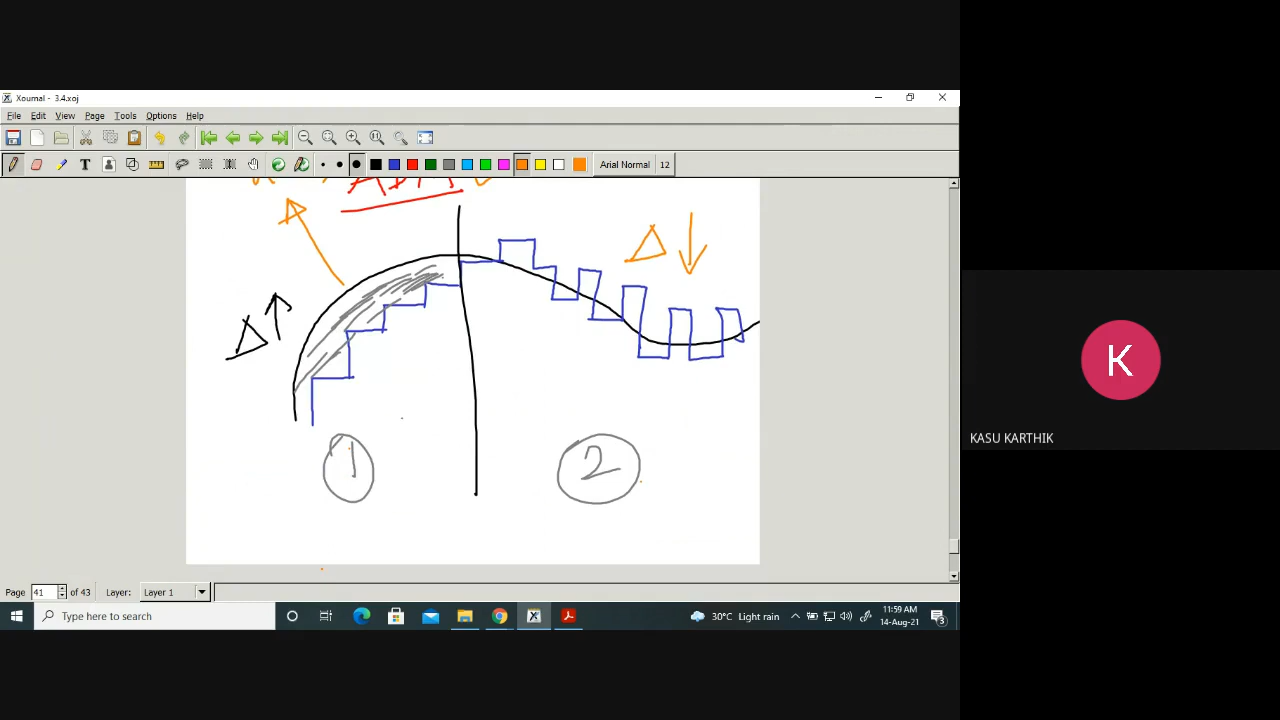 Xournal - 3.4.xoj
File Edit View Page Tools Options Help
Arial Normal 12
Δ↑
Δ ↓
1
2
Page 41 of 43 Layer: Layer 1
Type here to search
30°C Light rain
11:59 AM
14-Aug-21
3
K
KASU KARTHIK